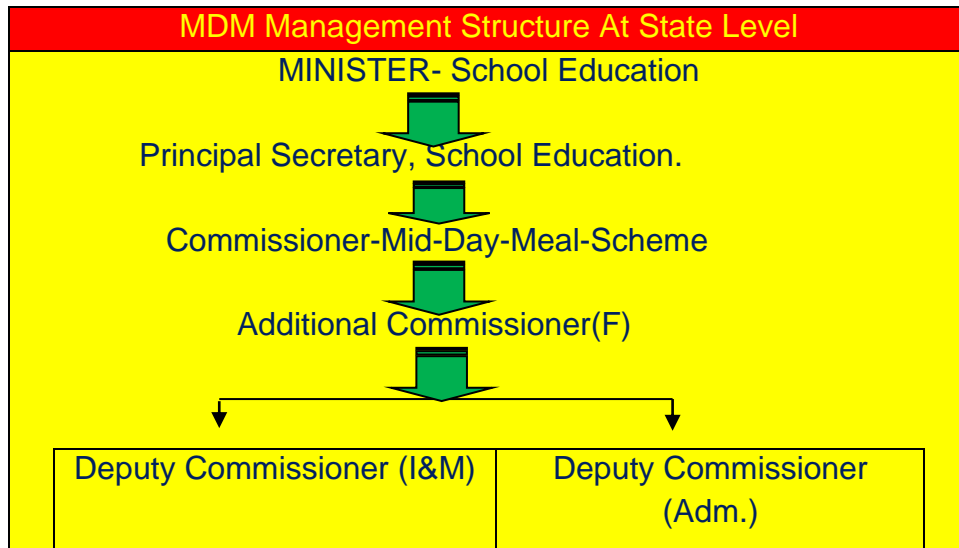 MDM Management Structure At State Level
MINISTER- School Education
Principal Secretary, School Education.
Commissioner-Mid-Day-Meal-Scheme
Additional Commissioner(F)
Deputy Commissioner (I&M)
Deputy Commissioner
(Adm.)